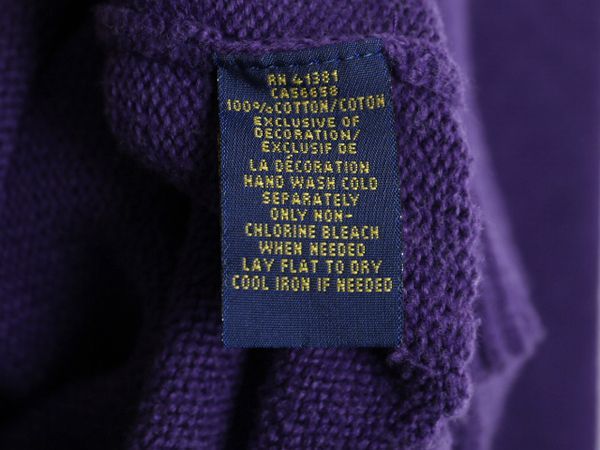 RN 41381
CA56658
100%COTTON/COTON
EXCLUSIVE OF
DECORATION/
EXCLUSIF DE
LA DÉCORATION
HAND WASH COLD
SEPARATELY
ONLY NON-
CHLORINE BLEACH
WHEN NEEDED
LAY FLAT TO DRY
COOL IRON IF NEEDED